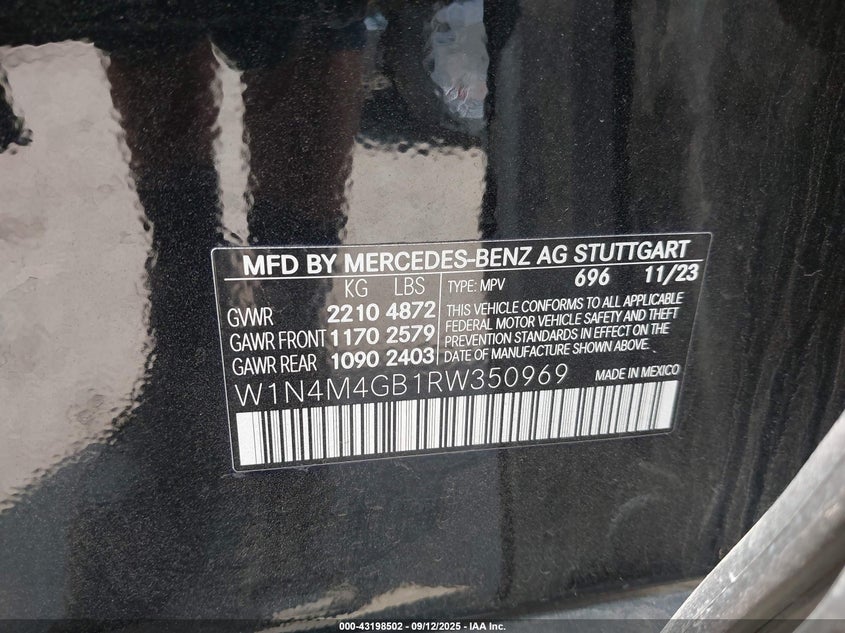 MFD BY MERCEDES-BENZ AG STUTTGART
KG LBS TYPE: MPV 696 11/23
GVWR 2210 4872
GAWR FRONT 1170 2579
GAWR REAR 1090 2403
THIS VEHICLE CONFORMS TO ALL APPLICABLE
FEDERAL MOTOR VEHICLE SAFETY AND THEFT
PREVENTION STANDARDS IN EFFECT ON THE
DATE OF MANUFACTURE SHOWN ABOVE.
W1N4M4GB1RW350969 MADE IN MEXICO
000-43198502 - 09/12/2025 - IAA Inc.